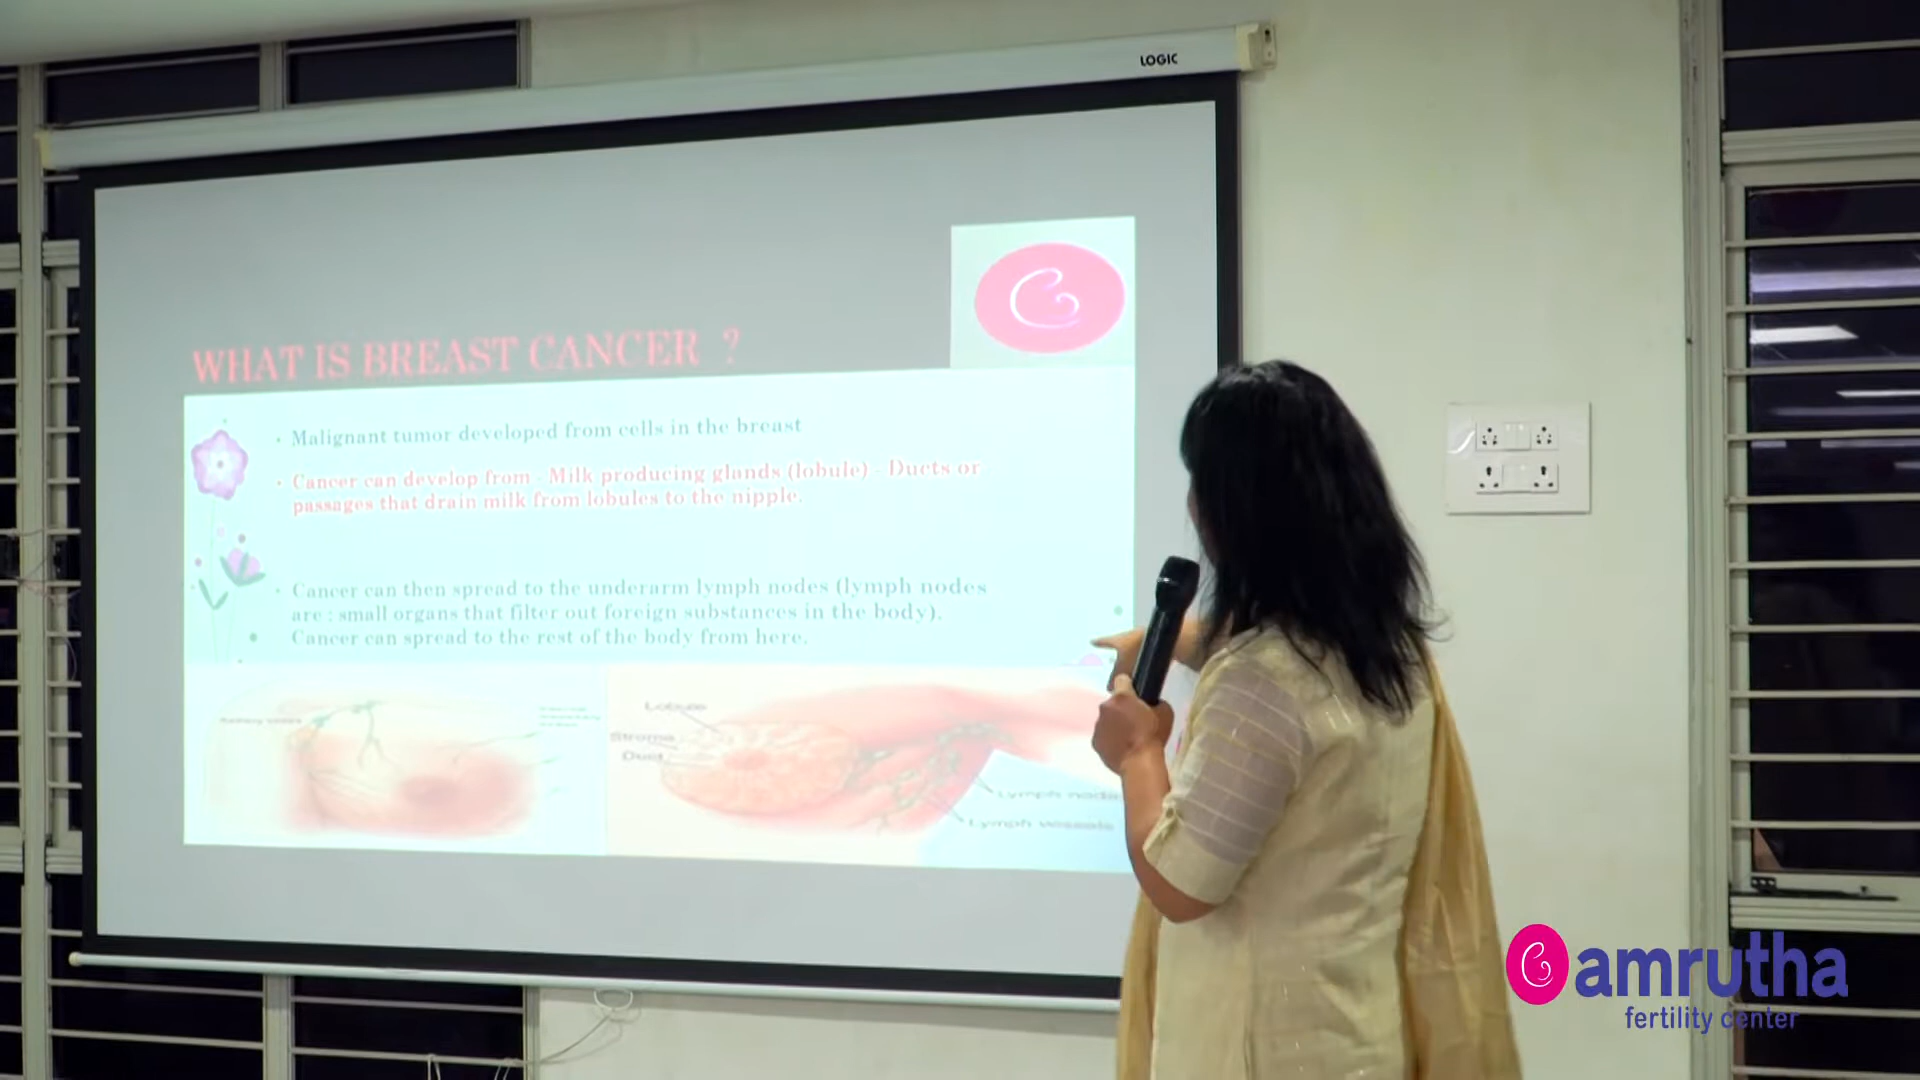 LOGIC
WHAT IS BREAST CANCER ?
• Malignant tumor developed from cells in the breast
• Cancer can develop from - Milk producing glands (lobule) - Ducts or
passages that drain milk from lobules to the nipple.
• Cancer can then spread to the underarm lymph nodes (lymph nodes
are : small organs that filter out foreign substances in the body).
• Cancer can spread to the rest of the body from here.
Lobule
Stroma
Duct
Lymph
Lymph vessels
amrutha
fertility center